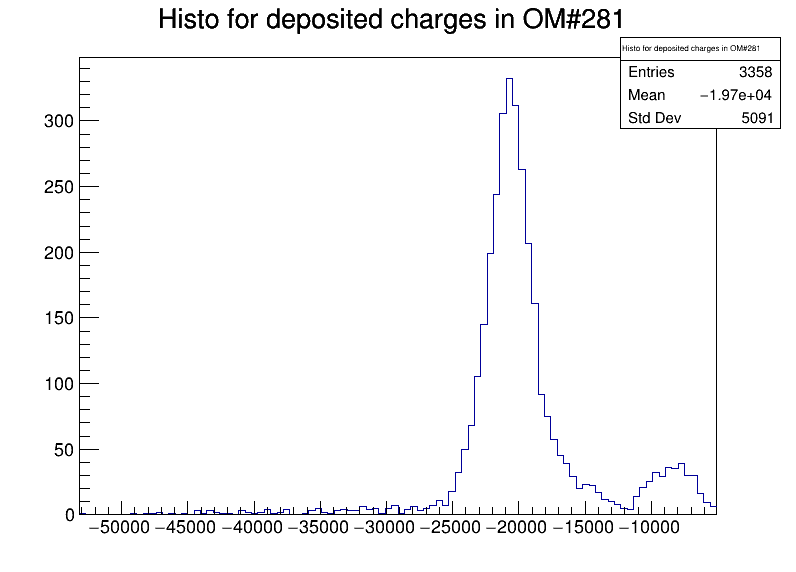 Histo for deposited charges in OM#281
Histo for deposited charges in OM#281
Entries 3358
Mean −1.97e+04
Std Dev 5091
300
250
200
150
100
50
0
−50000 −45000 −40000 −35000 −30000 −25000 −20000 −15000 −10000